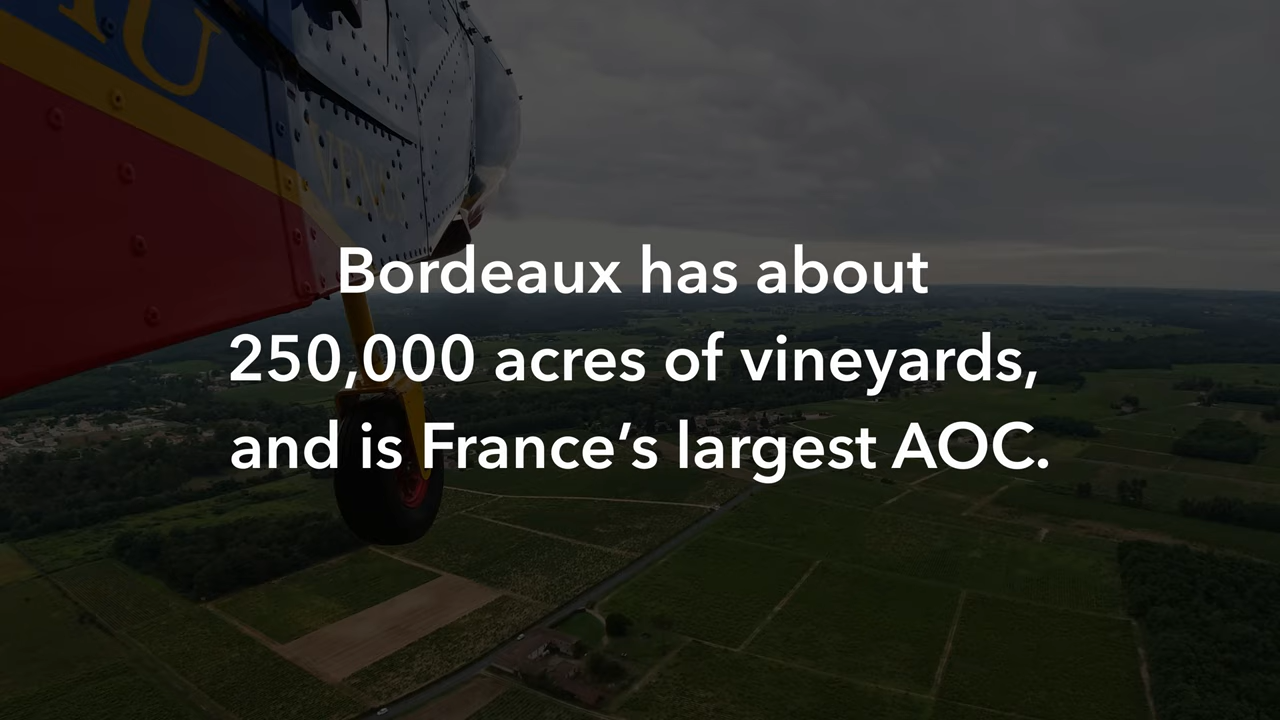 Bordeaux has about
250,000 acres of vineyards,
and is France’s largest AOC.